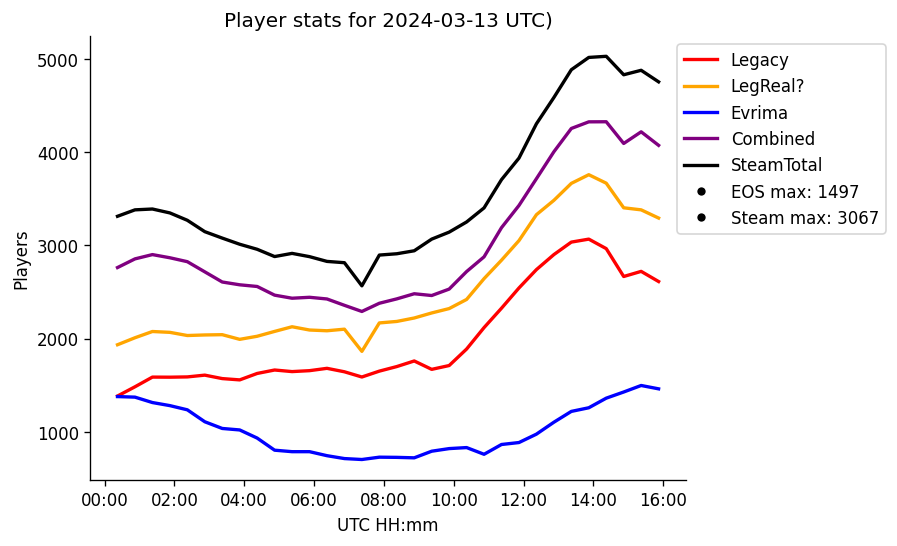 Player stats for 2024-03-13 UTC)
5000
4000
3000
2000
1000
Players
00:00 02:00 04:00 06:00 08:00 10:00 12:00 14:00 16:00
UTC HH:mm
Legacy
LegReal?
Evrima
Combined
SteamTotal
EOS max: 1497
Steam max: 3067